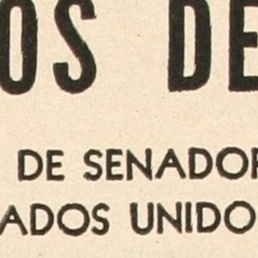 OS DE
DE SENADOR
ADOS UNIDO